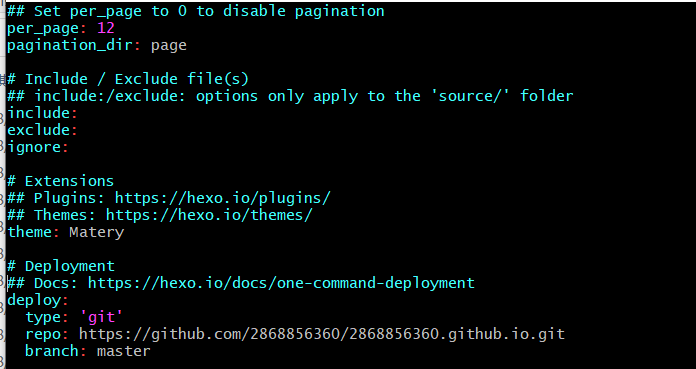 ## Set per_page to 0 to disable pagination
per_page: 12
pagination_dir: page
# Include / Exclude file(s)
## include:/exclude: options only apply to the 'source/' folder
include:
exclude:
ignore:
# Extensions
## Plugins: https://hexo.io/plugins/
## Themes: https://hexo.io/themes/
theme: Matery
# Deployment
## Docs: https://hexo.io/docs/one-command-deployment
deploy:
  type: 'git'
  repo: https://github.com/2868856360/2868856360.github.io.git
  branch: master